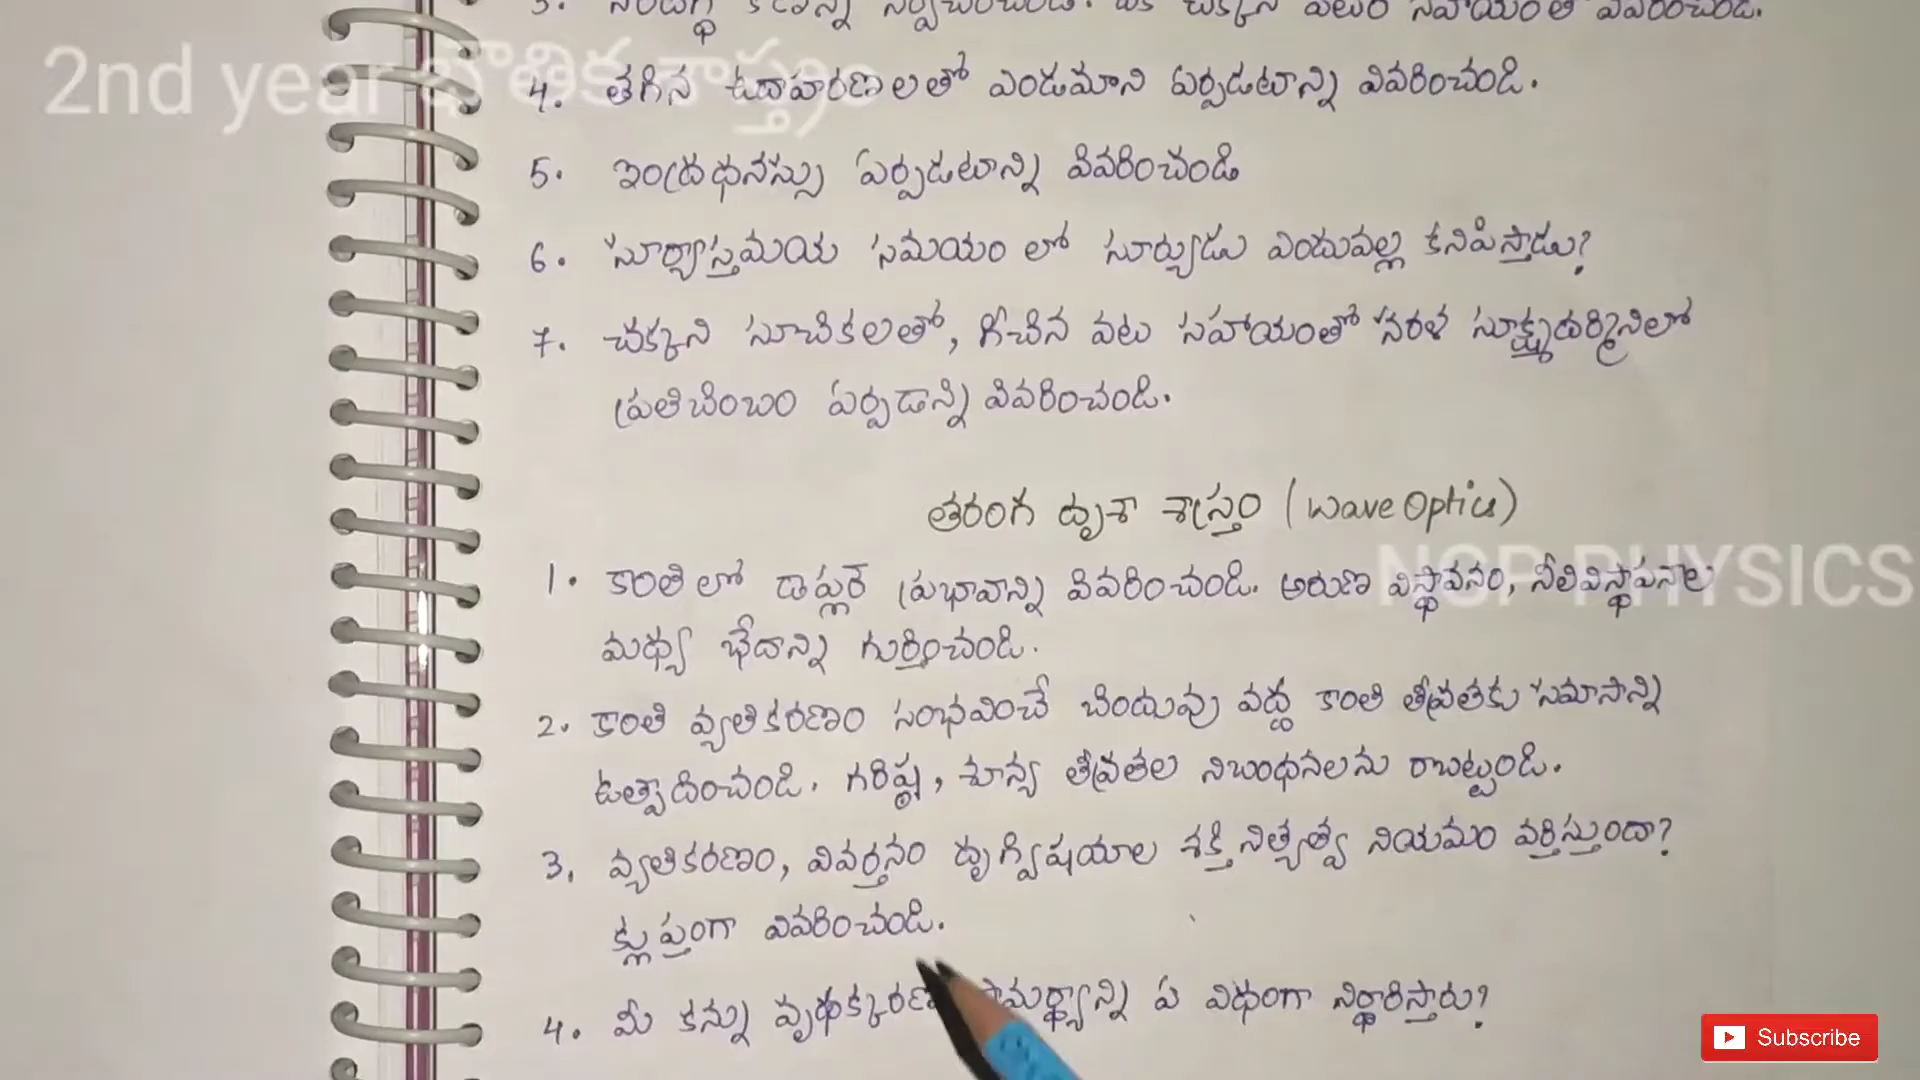 2nd year భౌతిక శాస్త్రం
4. తగిన ఉదాహరణలతో ఎండమావి ఏర్పడటాన్ని వివరించండి.
5. ఇంద్రధనస్సు ఏర్పడటాన్ని వివరించండి
6. సూర్యాస్తమయ సమయం లో సూర్యుడు ఎందువల్ల కనిపిస్తాడు?
7. చక్కని సూచికలతో, గీచిన పటం సహాయంతో సరళ సూక్ష్మదర్శినిలో
ప్రతిబింబం ఏర్పడాన్ని వివరించండి.
తరంగ దృశా శాస్త్రం (Wave Optics)
1. కాంతి లో డాప్లర్ ప్రభావాన్ని వివరించండి. అరుణ విస్థాపనం, నీలివిస్థాపనాల
మధ్య భేదాన్ని గుర్తించండి.
NGP PHYSICS
2. కాంతి వ్యతికరణం సంభవించే బిందువు వద్ద కాంతి తీవ్రతకు సమాసాన్ని
ఉత్పాదించండి. గరిష్ఠ, శూన్య తీవ్రతల నిబంధనలను రాబట్టండి.
3. వ్యతికరణం, వివర్తనం దృగ్విషయాల శక్తి నిత్యత్వ నియమం వర్తిస్తుందా?
క్లుప్తంగా వివరించండి.
4. మీ కన్ను పృథక్కరణ సామర్థ్యాన్ని ఏ విధంగా నిర్ధారిస్తారు?
Subscribe